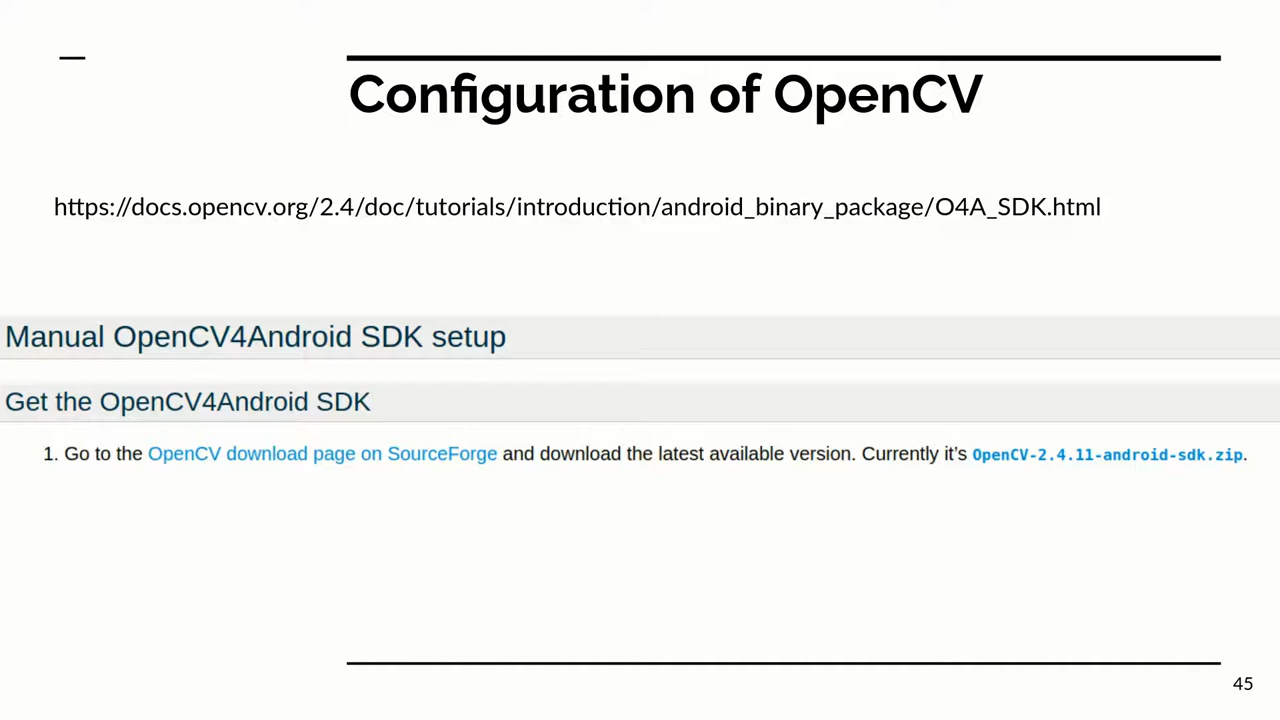 Configuration of OpenCV
https://docs.opencv.org/2.4/doc/tutorials/introduction/android_binary_package/O4A_SDK.html
Manual OpenCV4Android SDK setup
Get the OpenCV4Android SDK
1. Go to the OpenCV download page on SourceForge and download the latest available version. Currently it’s OpenCV-2.4.11-android-sdk.zip.
45